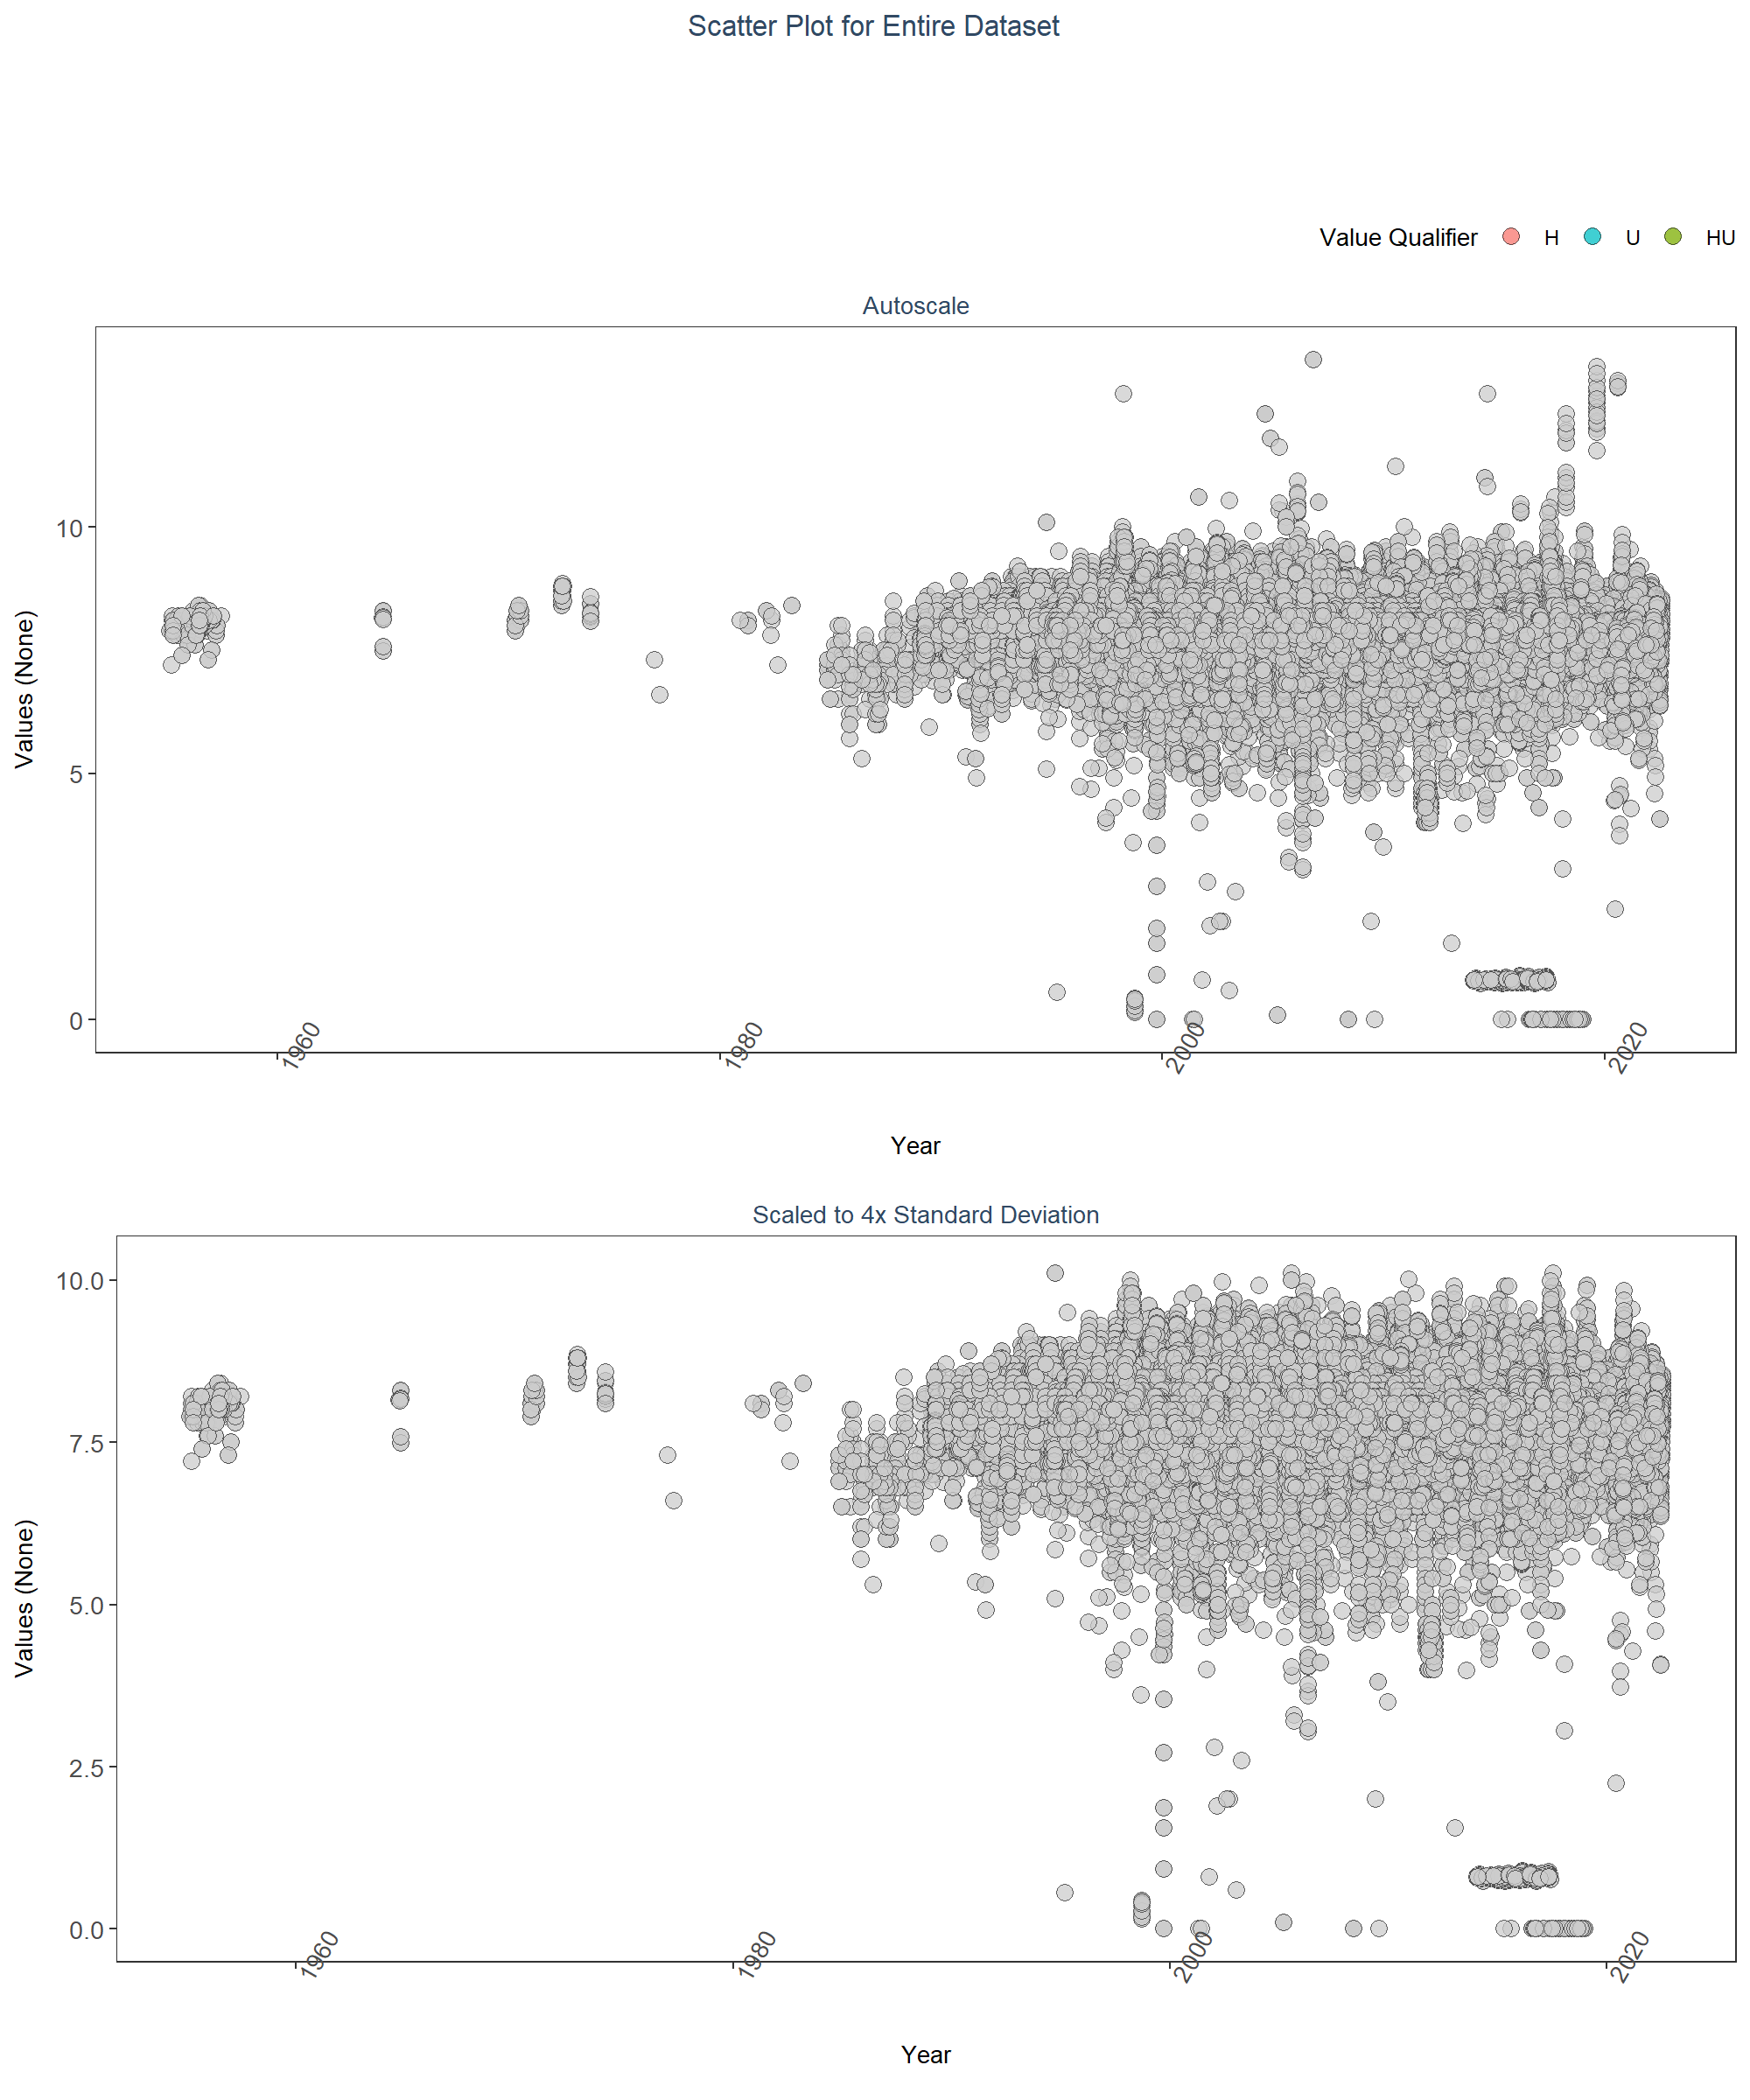 Scatter Plot for Entire Dataset
Value Qualifier H U HU
Autoscale
10
5
0
Values (None)
1960 1980 2000 2020
Year
Scaled to 4x Standard Deviation
10.0
7.5
5.0
2.5
0.0
Values (None)
1960 1980 2000 2020
Year